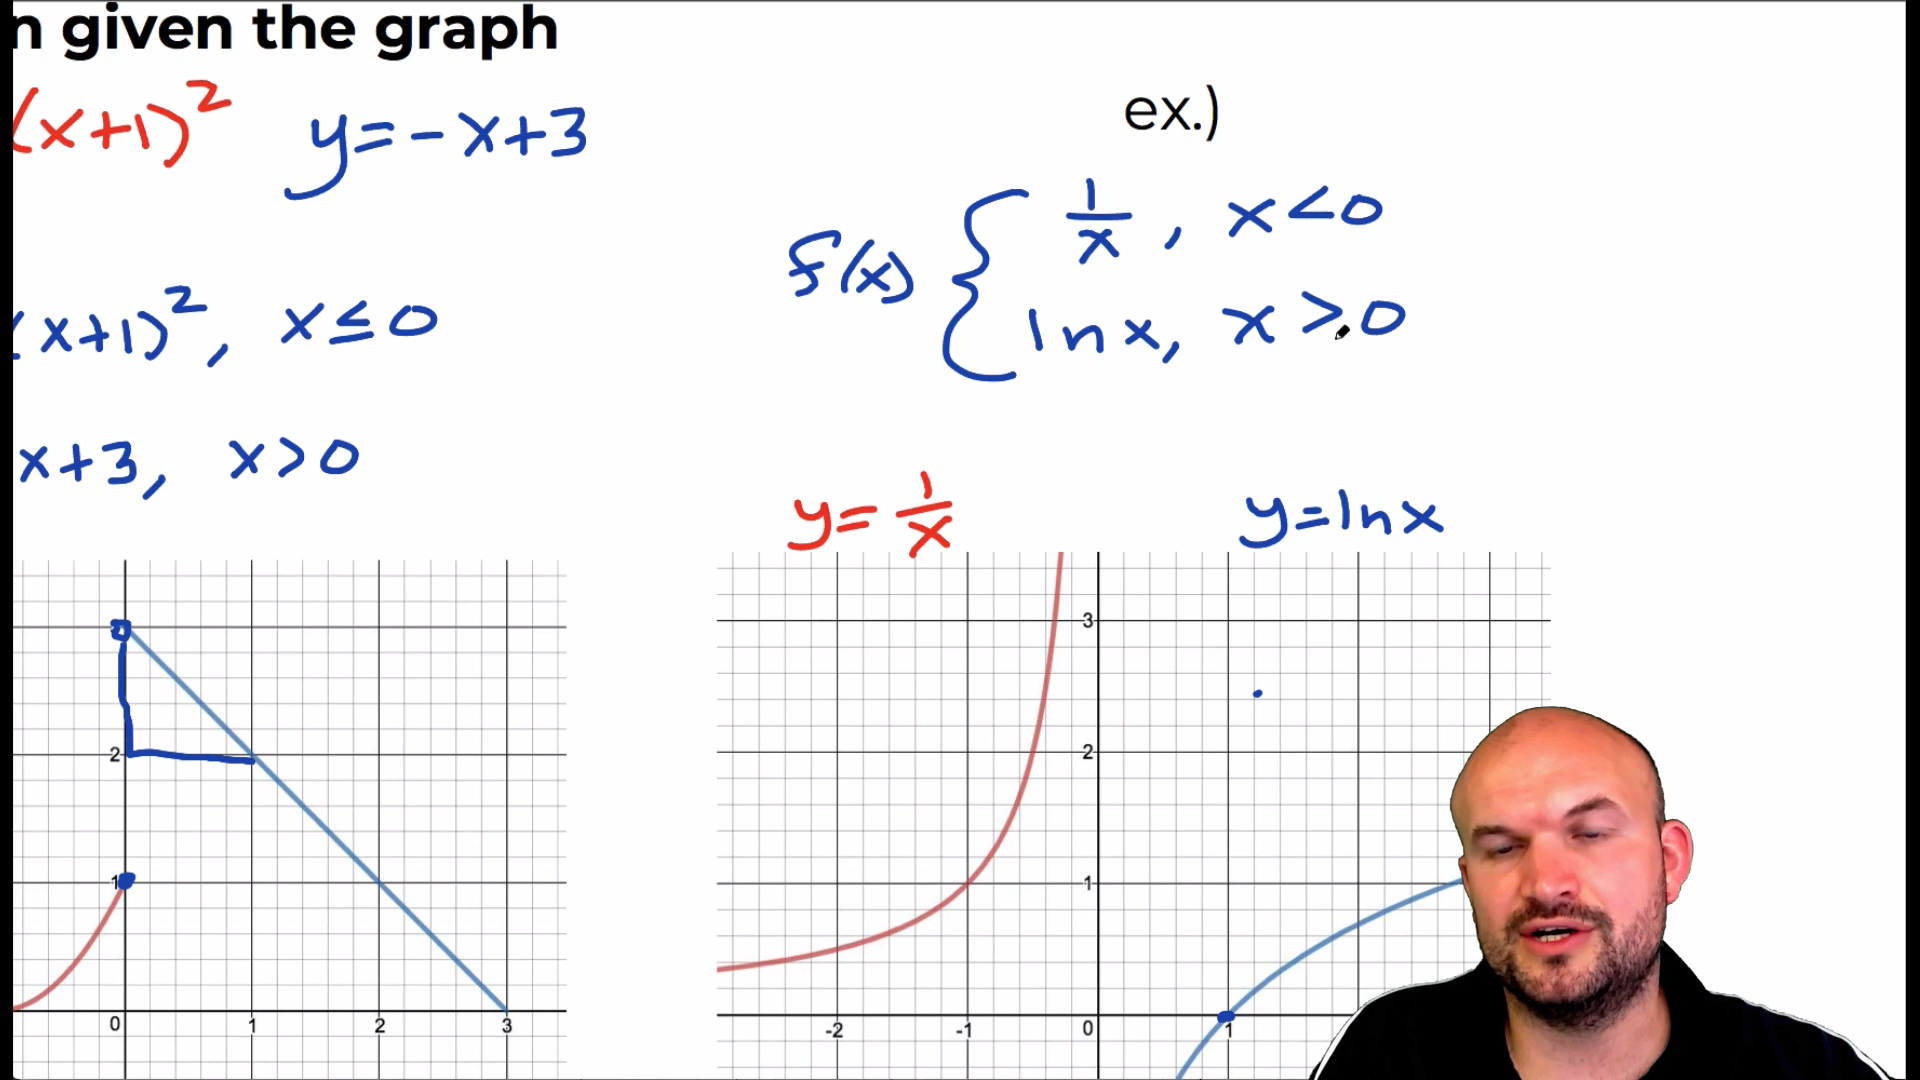 n given the graph
(x+1)² y=-x+3
(x+1)², x≤0
x+3, x>0
3
2
1
0 1 2 3
ex.)
f(x) { 1/x, x<0
ln x, x>0
y=1/x y=ln x
3
2
1
-2 -1 0 1